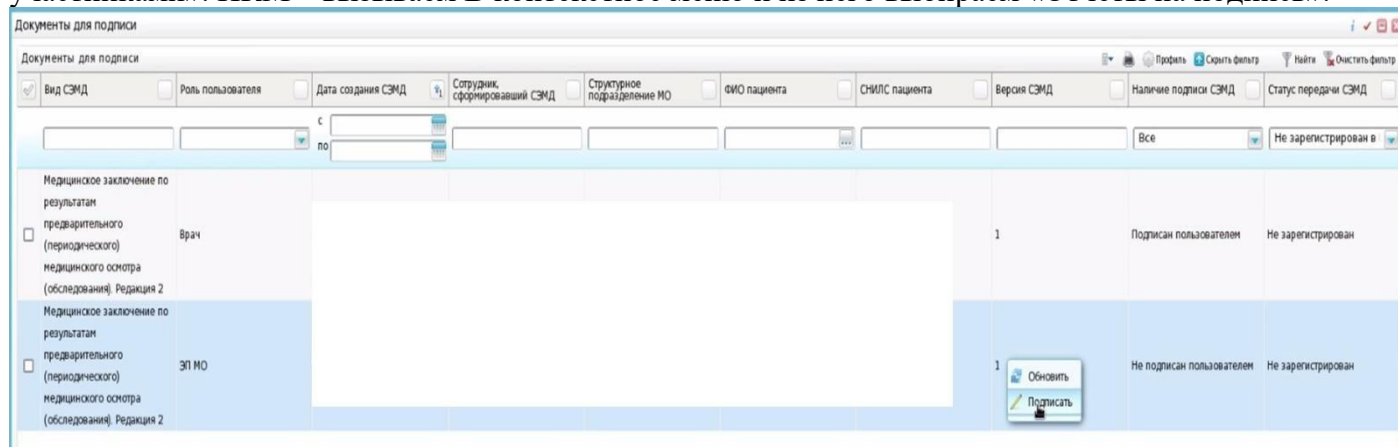 Документы для подписи
Документы для подписи
Профиль Скрыть фильтр Найти Очистить фильтр
Вид СЭМД Роль пользователя Дата создания СЭМД Сотрудник, сформировавший СЭМД Структурное подразделение МО ФИО пациента СНИЛС пациента Версия СЭМД Наличие подписи СЭМД Статус передачи СЭМД
с
по
... Все Не зарегистрирован в
Медицинское заключение по
результатам
предварительного
(периодического)
медицинского осмотра
(обследования). Редакция 2
Врач 1 Подписан пользователем Не зарегистрирован
Медицинское заключение по
результатам
предварительного
(периодического)
медицинского осмотра
(обследования). Редакция 2
ЭП МО 1 Не подписан пользователем Не зарегистрирован
Обновить
Подписать